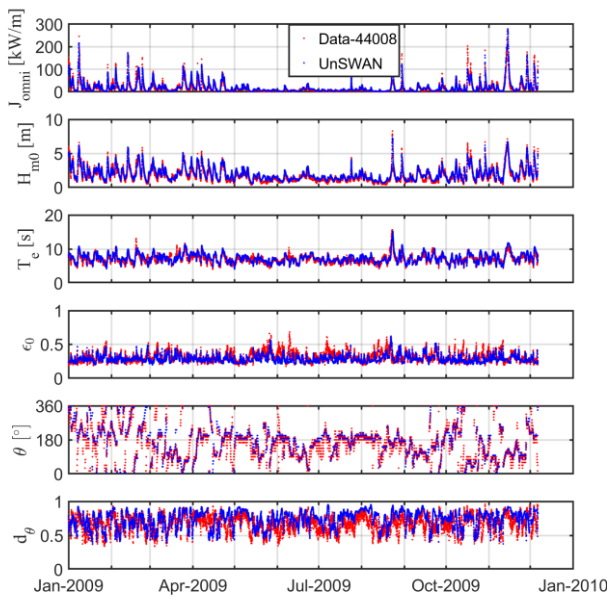 J_omni [kW/m]
300
200
100
0
Data-44008
UnSWAN
H_m0 [m]
10
5
0
T_e [s]
20
10
0
ϵ_0
1
0.5
0
θ [°]
360
180
0
d_θ
1
0.5
0
Jan-2009 Apr-2009 Jul-2009 Oct-2009 Jan-2010